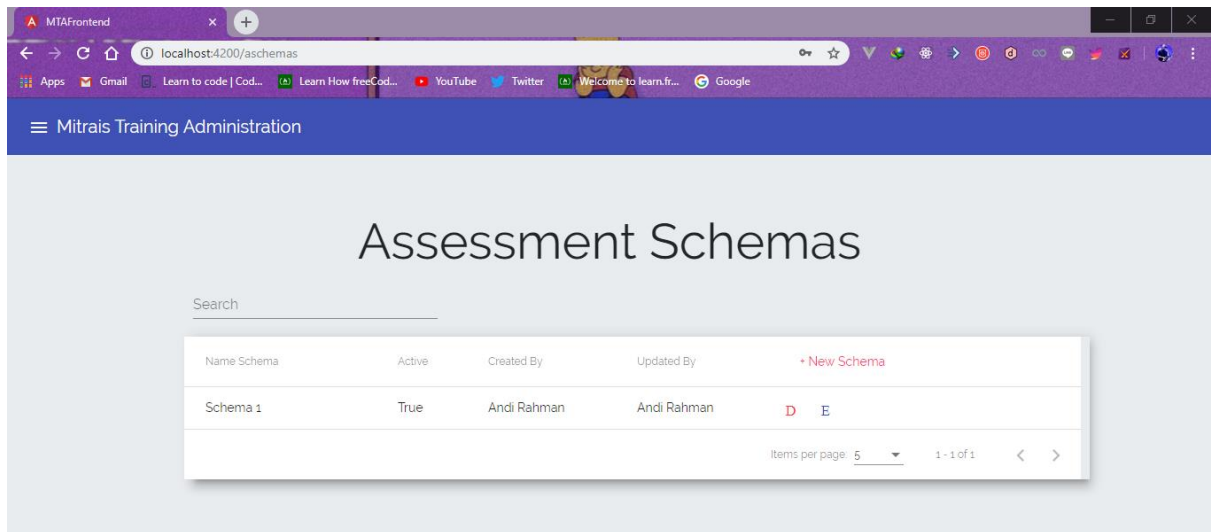 MTAFrontend
localhost:4200/aschemas
Apps Gmail Learn to code | Cod... Learn How freeCod... YouTube Twitter Welcome to learn.fr... Google
Mitrais Training Administration
Assessment Schemas
Search
Name Schema Active Created By Updated By + New Schema
Schema 1 True Andi Rahman Andi Rahman D E
Items per page: 5 1 - 1 of 1